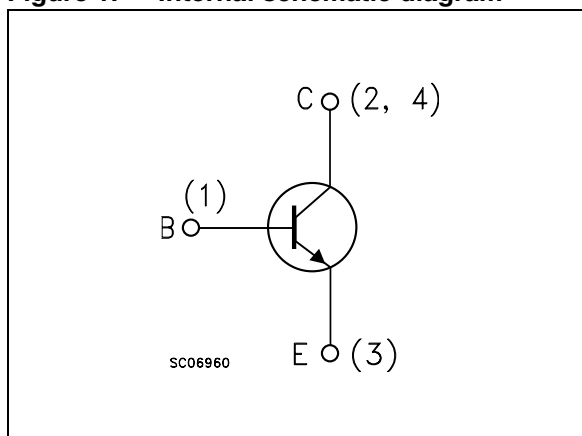 Figure 1. Internal schematic diagram
C (2, 4)
(1)
B
E (3)
SC06960